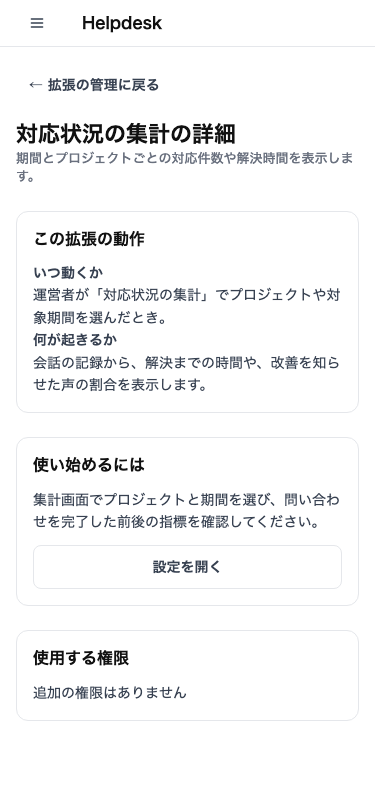 Helpdesk
← 拡張の管理に戻る
対応状況の集計の詳細
期間とプロジェクトごとの対応件数や解決時間を表示しま
す。
この拡張の動作
いつ動くか
運営者が「対応状況の集計」でプロジェクトや対
象期間を選んだとき。
何が起きるか
会話の記録から、解決までの時間や、改善を知ら
せた声の割合を表示します。
使い始めるには
集計画面でプロジェクトと期間を選び、問い合わ
せを完了した前後の指標を確認してください。
設定を開く
使用する権限
追加の権限はありません